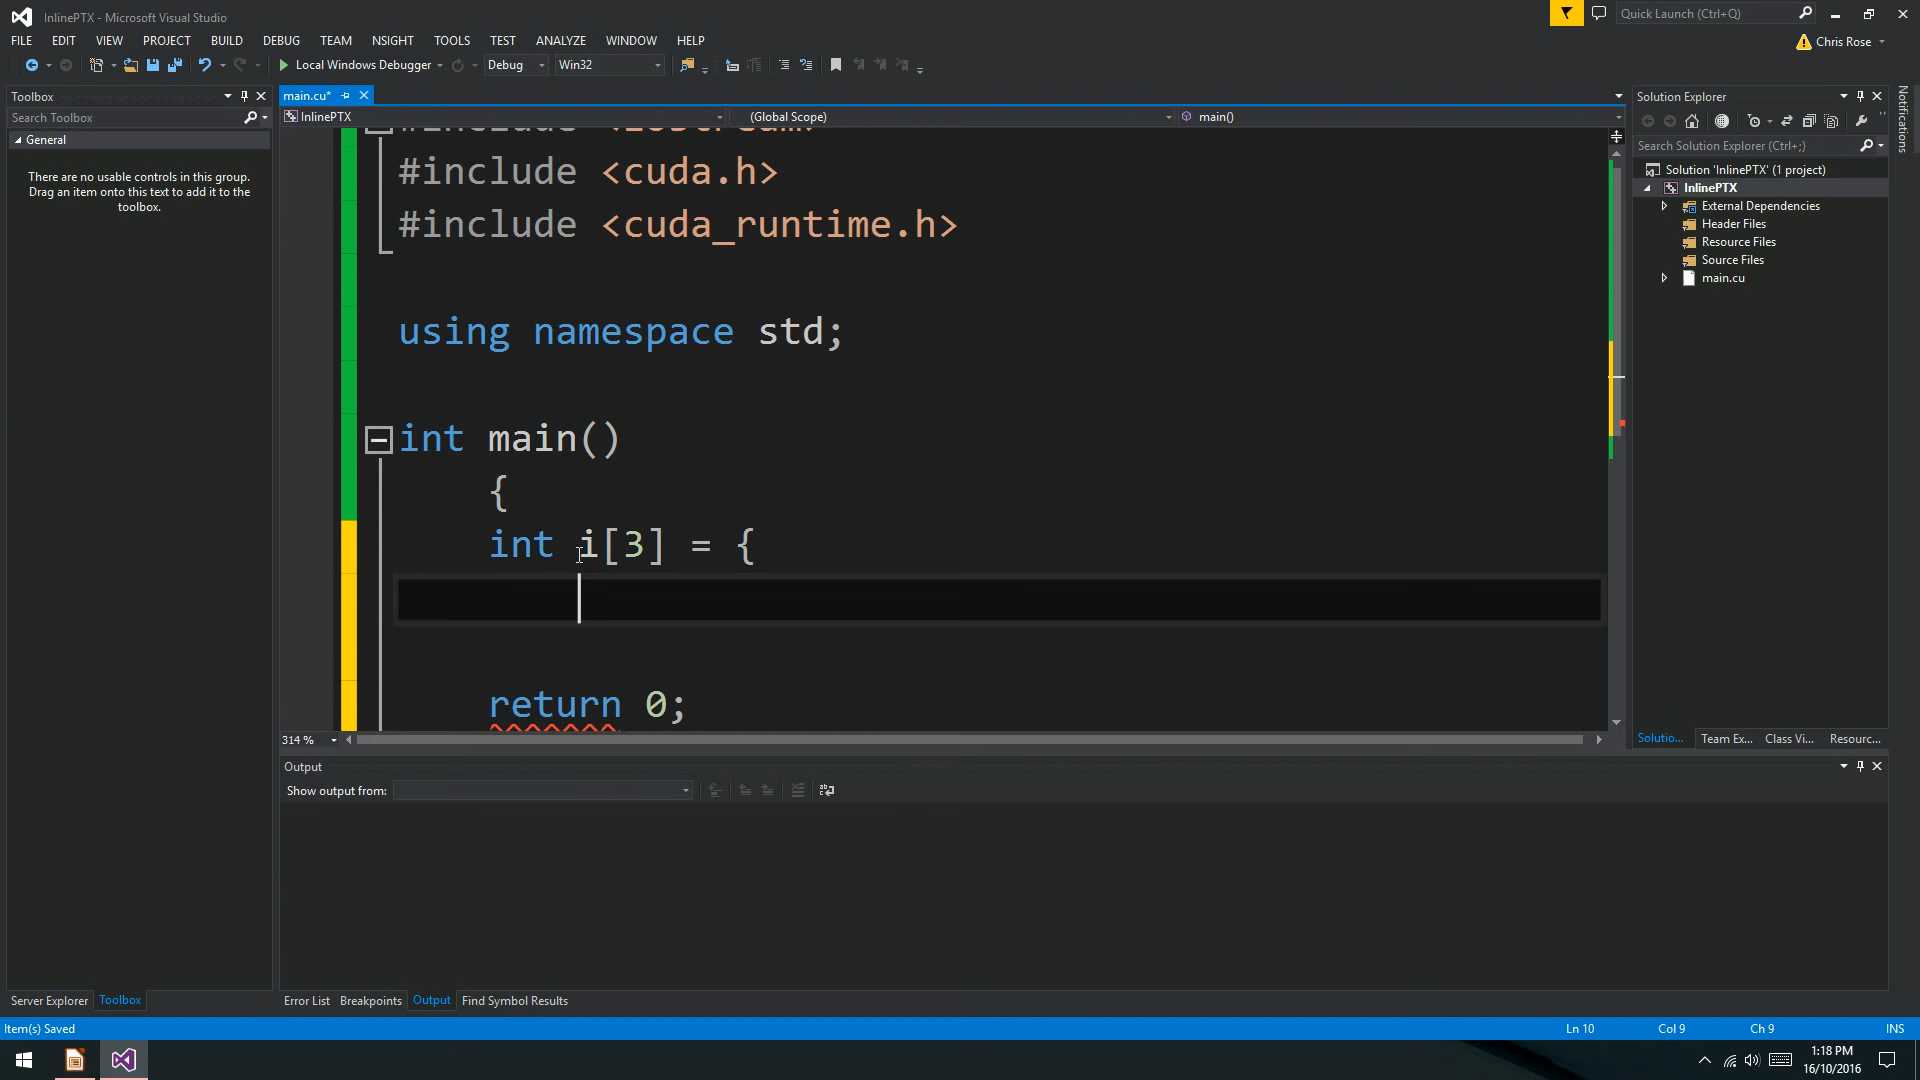 InlinePTX - Microsoft Visual Studio
Quick Launch (Ctrl+Q)
FILE EDIT VIEW PROJECT BUILD DEBUG TEAM NSIGHT TOOLS TEST ANALYZE WINDOW HELP
Chris Rose
Local Windows Debugger Debug Win32
Toolbox
Search Toolbox
General
There are no usable controls in this group.
Drag an item onto this text to add it to the
toolbox.
main.cu*
InlinePTX (Global Scope) main()
#include <iostream>
#include <cuda.h>
#include <cuda_runtime.h>
using namespace std;
int main()
{
int i[3] = {
return 0;
314 %
Solution Explorer
Search Solution Explorer (Ctrl+;)
Solution 'InlinePTX' (1 project)
InlinePTX
External Dependencies
Header Files
Resource Files
Source Files
main.cu
Solutio... Team Ex... Class Vi... Resourc...
Notifications
Output
Show output from:
Server Explorer Toolbox
Error List Breakpoints Output Find Symbol Results
Item(s) Saved
Ln 10 Col 9 Ch 9 INS
1:18 PM
16/10/2016